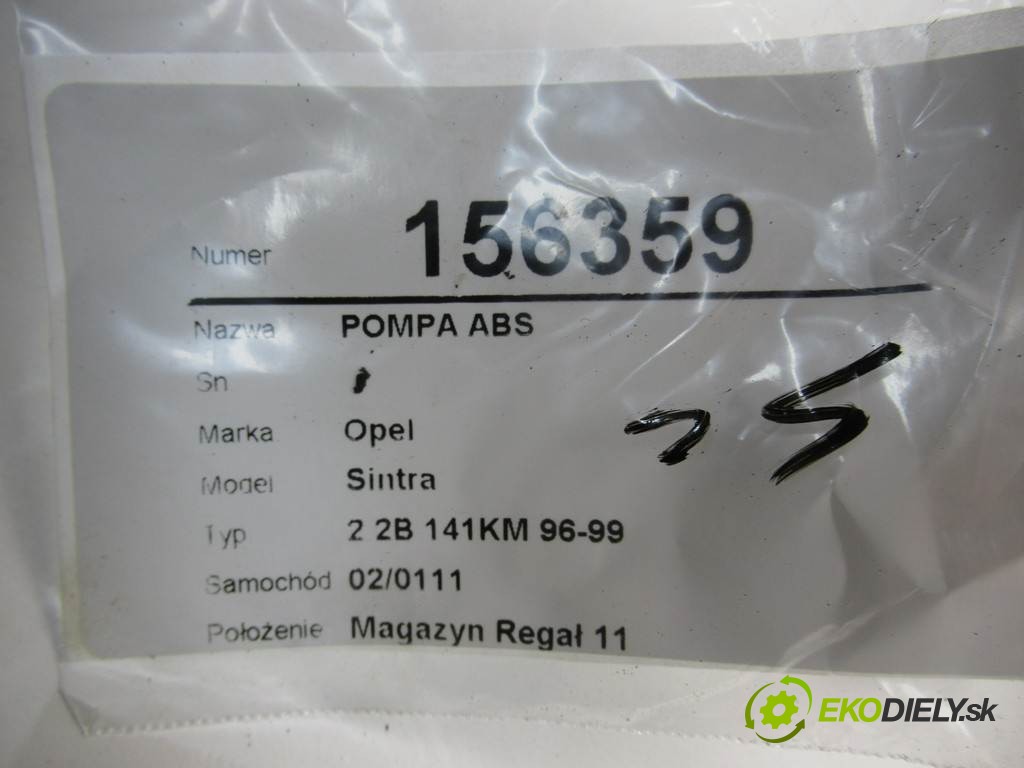 Numer 156359
Nazwa POMPA ABS
Sn
Marka Opel
Model Sintra
Typ 2 2B 141KM 96-99
Samochód 02/0111
Położenie Magazyn Regał 11
EKODIELY.sk